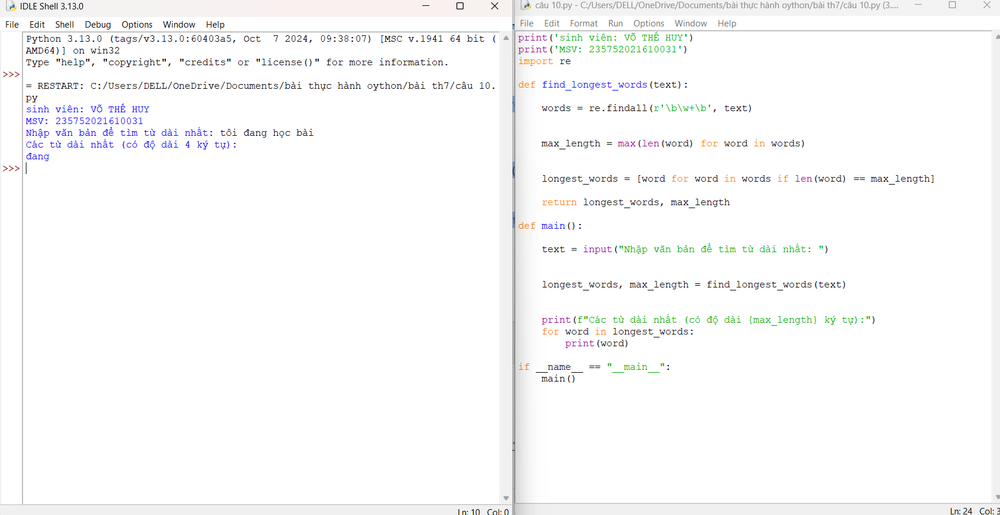 IDLE Shell 3.13.0
File Edit Shell Debug Options Window Help
Python 3.13.0 (tags/v3.13.0:60403a5, Oct  7 2024, 09:38:07) [MSC v.1941 64 bit (
AMD64)] on win32
Type "help", "copyright", "credits" or "license()" for more information.
>>>
= RESTART: C:/Users/DELL/OneDrive/Documents/bài thực hành oython/bài th7/câu 10.
py
sinh viên: VÕ THẾ HUY
MSV: 235752021610031
Nhập văn bản để tìm từ dài nhất: tôi đang học bài
Các từ dài nhất (có độ dài 4 ký tự):
đang
>>>
Ln: 10 Col: 0
câu 10.py - C:/Users/DELL/OneDrive/Documents/bài thực hành oython/bài th7/câu 10.py (3....
File Edit Format Run Options Window Help
print('sinh viên: VÕ THẾ HUY')
print('MSV: 235752021610031')
import re
def find_longest_words(text):
    words = re.findall(r'\b\w+\b', text)
    max_length = max(len(word) for word in words)
    longest_words = [word for word in words if len(word) == max_length]
    return longest_words, max_length
def main():
    text = input("Nhập văn bản để tìm từ dài nhất: ")
    longest_words, max_length = find_longest_words(text)
    print(f"Các từ dài nhất (có độ dài {max_length} ký tự):")
    for word in longest_words:
        print(word)
if __name__ == "__main__":
    main()
Ln: 24 Col: 3